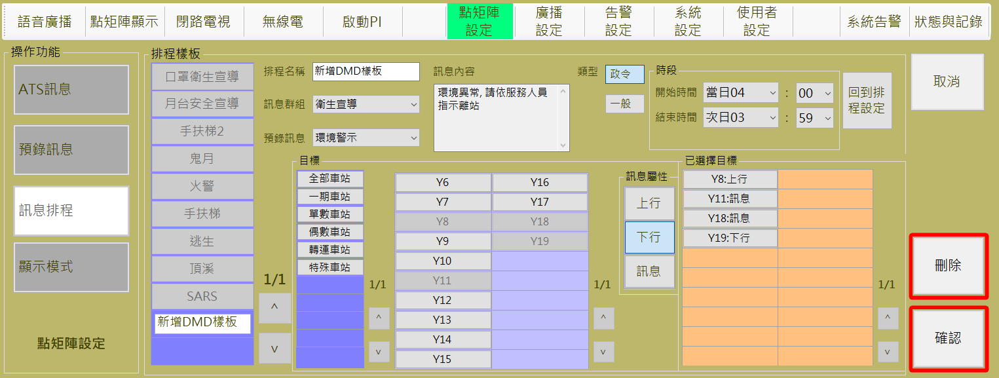 語音廣播
點矩陣顯示
閉路電視
無線電
啟動PI
點矩陣
設定
廣播
設定
告警
設定
系統
設定
使用者
設定
系統告警
狀態與記錄
操作功能
ATS訊息
預錄訊息
訊息排程
顯示模式
點矩陣設定
排程樣板
口罩衛生宣導
月台安全宣導
手扶梯2
鬼月
火警
手扶梯
逃生
頂溪
SARS
新增DMD樣板
1/1
^
v
排程名稱
新增DMD樣板
訊息群組
衛生宣導
預錄訊息
環境警示
訊息內容
環境異常, 請依服務人員
指示離站
類型
政令
一般
時段
開始時間
當日04
:
00
結束時間
次日03
:
59
回到排
程設定
取消
目標
全部車站
一期車站
單數車站
偶數車站
轉運車站
特殊車站
1/1
^
v
Y6
Y16
Y7
Y17
Y8
Y18
Y9
Y19
Y10
Y11
Y12
Y13
Y14
Y15
1/1
^
v
訊息屬性
上行
下行
訊息
已選擇目標
Y8:上行
Y11:訊息
Y18:訊息
Y19:下行
1/1
^
v
刪除
確認